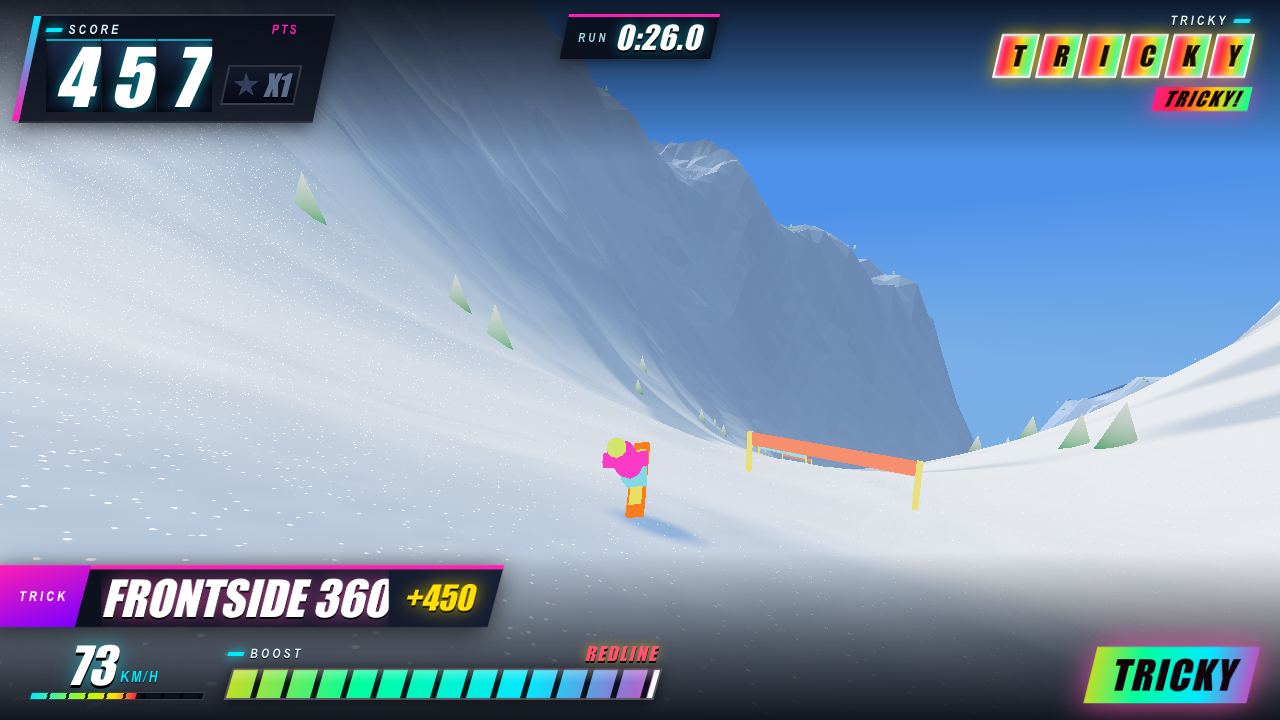 SCORE PTS
457
X1
RUN 0:26.0
TRICKY
TRICKY
TRICKY!
TRICK FRONTSIDE 360 +450
73 KM/H
BOOST REDLINE
TRICKY